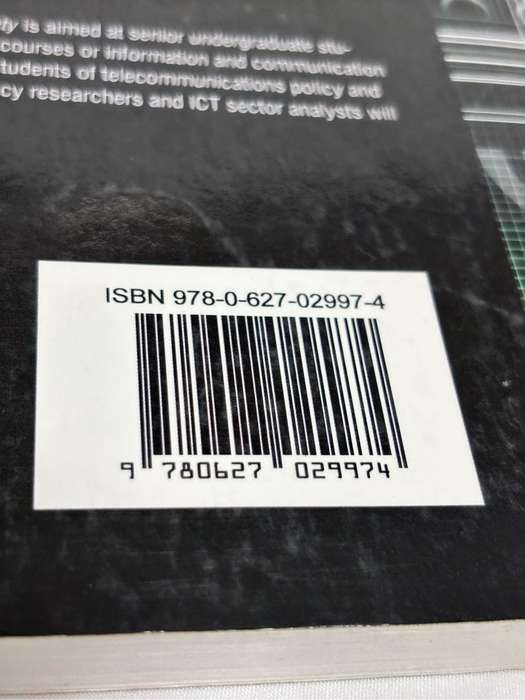 ty is aimed at senior undergraduate stu-
courses or information and communication
tudents of telecommunications policy and
cy researchers and ICT sector analysts will
ISBN 978-0-627-02997-4
9 780627 029974